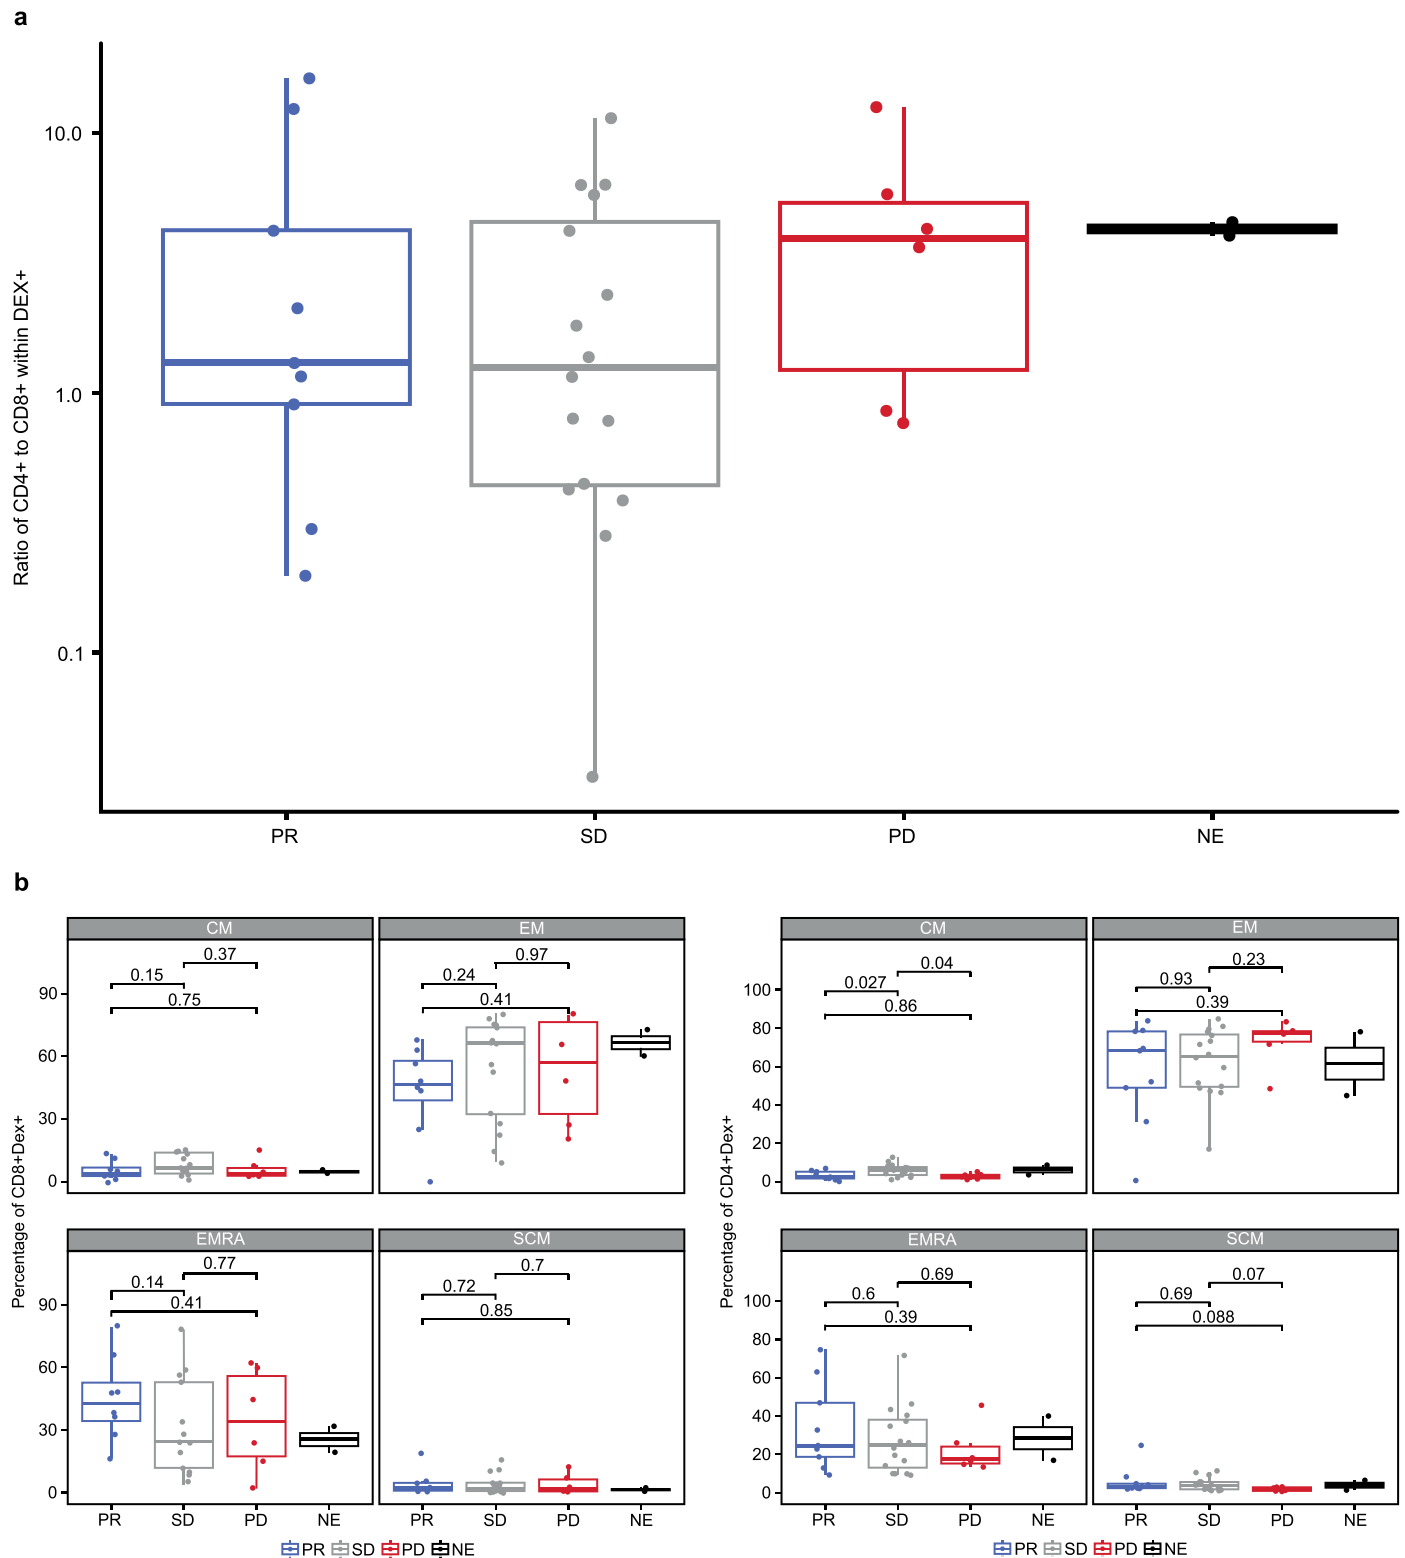 a
Ratio of CD4+ to CD8+ within DEX+
10.0
1.0
0.1
PR SD PD NE
b
Percentage of CD8+Dex+
CM EM
0.37 0.97
0.15 0.24
0.75 0.41
90
60
30
0
EMRA SCM
0.77 0.7
0.14 0.72
0.41 0.85
90
60
30
0
PR SD PD NE PR SD PD NE
PR SD PD NE
Percentage of CD4+Dex+
CM EM
0.04 0.23
0.027 0.93
0.86 0.39
100
80
60
40
20
0
EMRA SCM
0.69 0.07
0.6 0.69
0.39 0.088
100
80
60
40
20
0
PR SD PD NE PR SD PD NE
PR SD PD NE